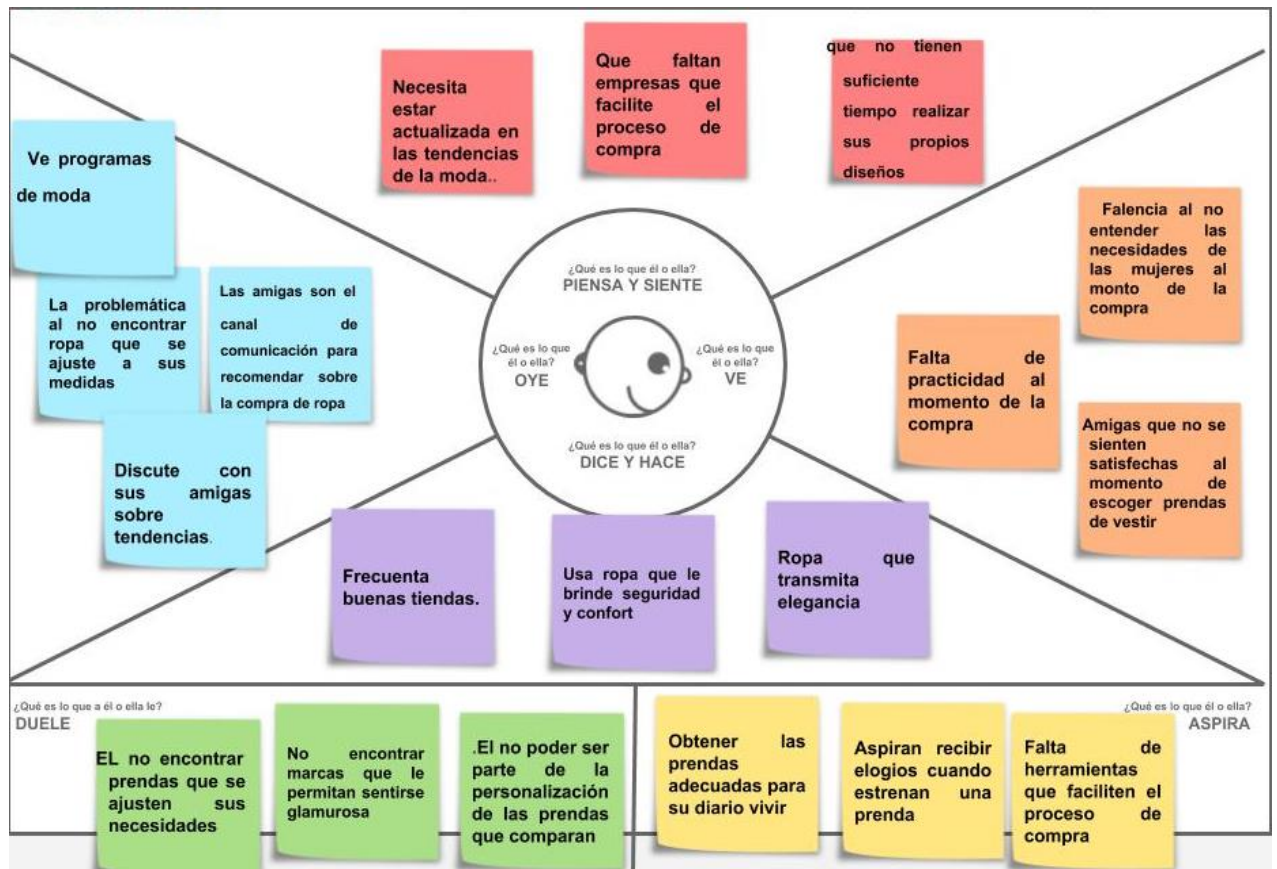 Necesita
estar
actualizada en
las tendencias
de la moda..
Que faltan
empresas que
facilite el
proceso de
compra
que no tienen
suficiente
tiempo realizar
sus propios
diseños
Ve programas
de moda
La problemática
al no encontrar
ropa que se
ajuste a sus
medidas
Las amigas son el
canal de
comunicación para
recomendar sobre
la compra de ropa
Discute con
sus amigas
sobre
tendencias.
¿Qué es lo que él o ella?
PIENSA Y SIENTE
¿Qué es lo que
él o ella?
OYE
¿Qué es lo que
él o ella?
VE
¿Qué es lo que él o ella?
DICE Y HACE
Falencia al no
entender las
necesidades de
las mujeres al
monto de la
compra
Falta de
practicidad al
momento de la
compra
Amigas que no se
sienten
satisfechas al
momento de
escoger prendas
de vestir
Frecuenta
buenas tiendas.
Usa ropa que le
brinde seguridad
y confort
Ropa que
transmita
elegancia
¿Qué es lo que a él o ella le?
DUELE
EL no encontrar
prendas que se
ajusten sus
necesidades
No encontrar
marcas que le
permitan sentirse
glamurosa
.El no poder ser
parte de la
personalización
de las prendas
que comparan
¿Qué es lo que él o ella?
ASPIRA
Obtener las
prendas
adecuadas para
su diario vivir
Aspiran recibir
elogios cuando
estrenan una
prenda
Falta de
herramientas
que faciliten el
proceso de
compra